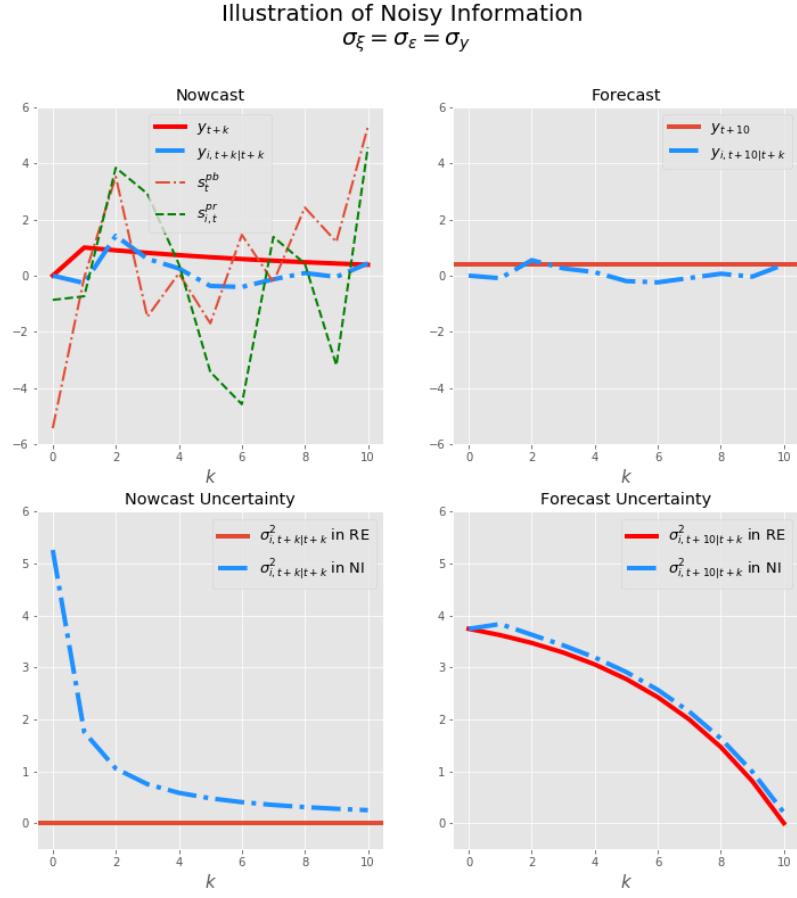 Illustration of Noisy Information
σ_ξ = σ_ε = σ_y
Nowcast
6
4
2
0
−2
−4
−6
y_{t+k}
y_{i, t+k|t+k}
s_t^{pb}
s_{i, t}^{pr}
0 2 4 6 8 10
k
Forecast
6
4
2
0
−2
−4
−6
y_{t+10}
y_{i, t+10|t+k}
0 2 4 6 8 10
k
Nowcast Uncertainty
6
5
4
3
2
1
0
σ²_{i, t+k|t+k} in RE
σ²_{i, t+k|t+k} in NI
0 2 4 6 8 10
k
Forecast Uncertainty
6
5
4
3
2
1
0
σ²_{i, t+10|t+k} in RE
σ²_{i, t+10|t+k} in NI
0 2 4 6 8 10
k